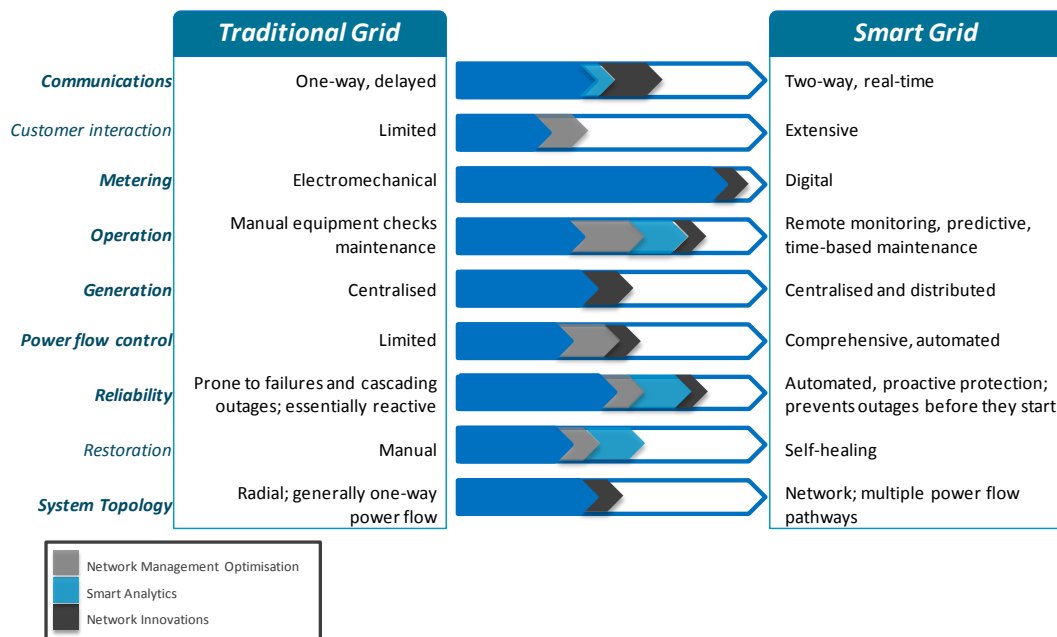 Traditional Grid
Smart Grid
Communications
One-way, delayed
Two-way, real-time
Customer interaction
Limited
Extensive
Metering
Electromechanical
Digital
Operation
Manual equipment checks
maintenance
Remote monitoring, predictive,
time-based maintenance
Generation
Centralised
Centralised and distributed
Power flow control
Limited
Comprehensive, automated
Reliability
Prone to failures and cascading
outages; essentially reactive
Automated, proactive protection;
prevents outages before they start
Restoration
Manual
Self-healing
System Topology
Radial; generally one-way
power flow
Network; multiple power flow
pathways
Network Management Optimisation
Smart Analytics
Network Innovations